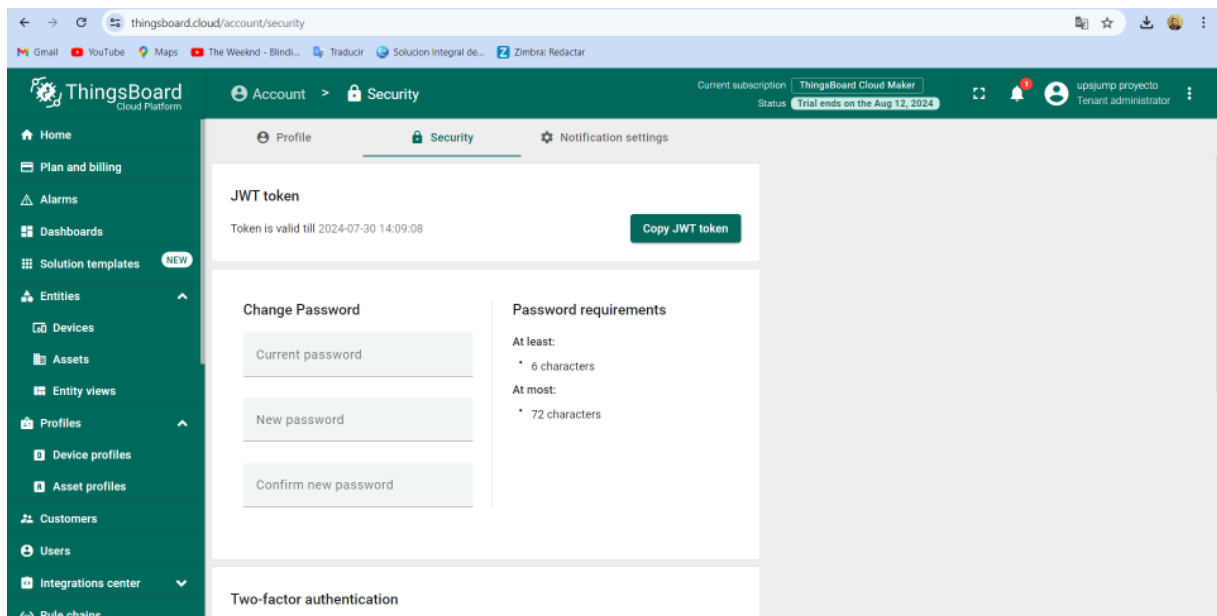 thingsboard.cloud/account/security
Gmail YouTube Maps The Weeknd - Blindi... Traducir Solucion Integral de... Zimbra: Redactar
ThingsBoard
Cloud Platform
Account > Security
Current subscription ThingsBoard Cloud Maker
Status Trial ends on the Aug 12, 2024
upsjump proyecto
Tenant administrator
Home
Plan and billing
Alarms
Dashboards
Solution templates NEW
Entities
Devices
Assets
Entity views
Profiles
Device profiles
Asset profiles
Customers
Users
Integrations center
Rule chains
Profile Security Notification settings
JWT token
Token is valid till 2024-07-30 14:09:08
Copy JWT token
Change Password
Current password
New password
Confirm new password
Password requirements
At least:
6 characters
At most:
72 characters
Two-factor authentication